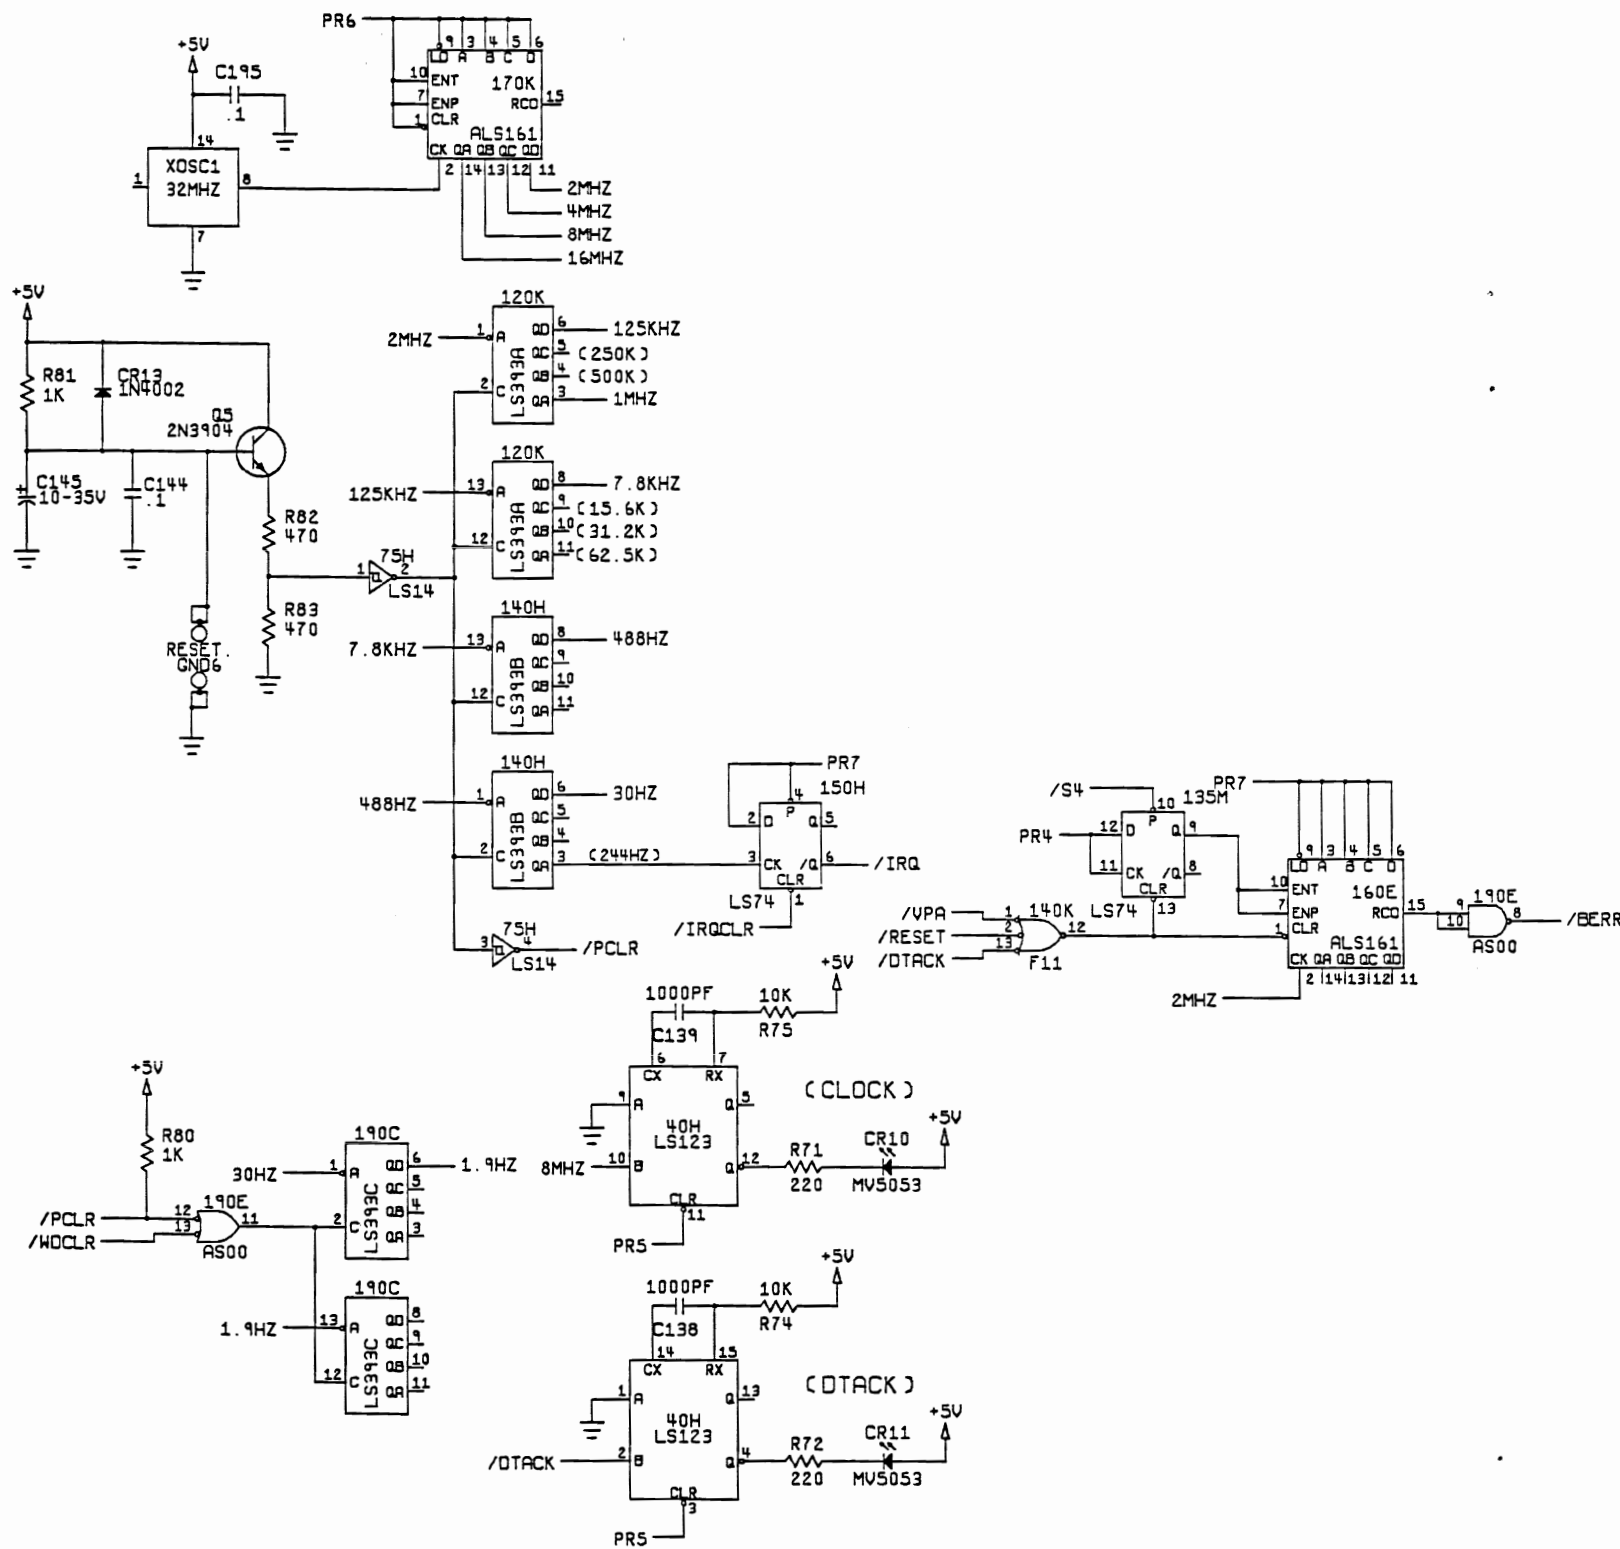 PR6
9 3 4 5 6
LD A B C D
10 ENT 170K
7 ENP RCO 15
1 CLR
ALS161
CK QA QB QC QD
2 14 13 12 11
2MHZ
4MHZ
8MHZ
16MHZ
+5V
C195
.1
14
XOSC1
32MHZ
1 8
7
+5V
R81
1K
CR13
1N4002
Q5
2N3904
+
C145
10-35V
C144
.1
R82
470
R83
470
RESET.
GND6
1 75H 2
LS14
120K
2MHZ 1 A QD 6 125KHZ
QC 5 (250K)
QB 4 (500K)
2 C QA 3 1MHZ
LS393A
120K
125KHZ 13 A QD 8 7.8KHZ
QC 9 (15.6K)
QB 10 (31.2K)
12 C QA 11 (62.5K)
LS393A
140H
7.8KHZ 13 A QD 8 488HZ
QC 9
QB 10
12 C QA 11
LS393B
140H
488HZ 1 A QD 6 30HZ
QC 5
QB 4
2 C QA 3 (244HZ)
LS393B
75H
3 4 /PCLR
LS14
PR7
150H
4
P
2 D Q 5
3 CK /Q 6 /IRQ
CLR
LS74 1
/IRQCLR
/S4
10 135M
P
PR4 12 D Q 9
11 CK /Q 8
CLR
LS74 13
/VPA 1 140K
/RESET 2 12
/DTACK 13
F11
PR7
9 3 4 5 6
LD A B C D
10 ENT 160E
7 ENP RCO 15
1 CLR
ALS161
CK QA QB QC QD
2 14 13 12 11
2MHZ
190E
9
10 8 /BERR
AS00
+5V
1000PF 10K
C139 R75
6 7
CX RX
9 A Q 5
40H
LS123
8MHZ 10 B Q 12
CLR
11
PR5
(CLOCK)
R71
220
CR10
MV5053
+5V
+5V
R80
1K
190E
/PCLR 12 11
/WDCLR 13
AS00
190C
30HZ 1 A QD 6 1.9HZ
QC 5
QB 4
2 C QA 3
LS393C
190C
1.9HZ 13 A QD 8
QC 9
QB 10
12 C QA 11
LS393C
+5V
1000PF 10K
C138 R74
14 15
CX RX
1 A Q 13
40H
LS123
/DTACK 2 B Q 4
CLR
3
PR5
(DTACK)
R72
220
CR11
MV5053
+5V